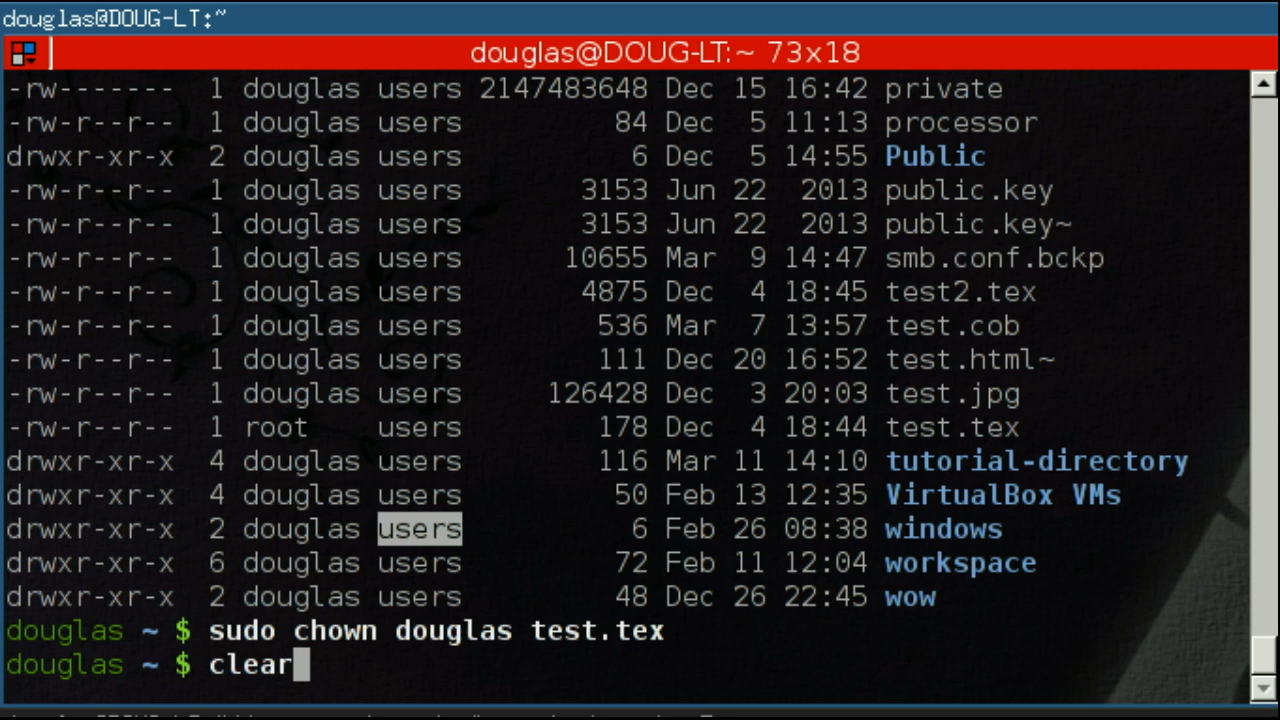 douglas@DOUG-LT:~
douglas@DOUG-LT:~ 73x18
-rw------- 1 douglas users 2147483648 Dec 15 16:42 private
-rw-r--r-- 1 douglas users 84 Dec 5 11:13 processor
drwxr-xr-x 2 douglas users 6 Dec 5 14:55 Public
-rw-r--r-- 1 douglas users 3153 Jun 22 2013 public.key
-rw-r--r-- 1 douglas users 3153 Jun 22 2013 public.key~
-rw-r--r-- 1 douglas users 10655 Mar 9 14:47 smb.conf.bckp
-rw-r--r-- 1 douglas users 4875 Dec 4 18:45 test2.tex
-rw-r--r-- 1 douglas users 536 Mar 7 13:57 test.cob
-rw-r--r-- 1 douglas users 111 Dec 20 16:52 test.html~
-rw-r--r-- 1 douglas users 126428 Dec 3 20:03 test.jpg
-rw-r--r-- 1 root users 178 Dec 4 18:44 test.tex
drwxr-xr-x 4 douglas users 116 Mar 11 14:10 tutorial-directory
drwxr-xr-x 4 douglas users 50 Feb 13 12:35 VirtualBox VMs
drwxr-xr-x 2 douglas users 6 Feb 26 08:38 windows
drwxr-xr-x 6 douglas users 72 Feb 11 12:04 workspace
drwxr-xr-x 2 douglas users 48 Dec 26 22:45 wow
douglas ~ $ sudo chown douglas test.tex
douglas ~ $ clear